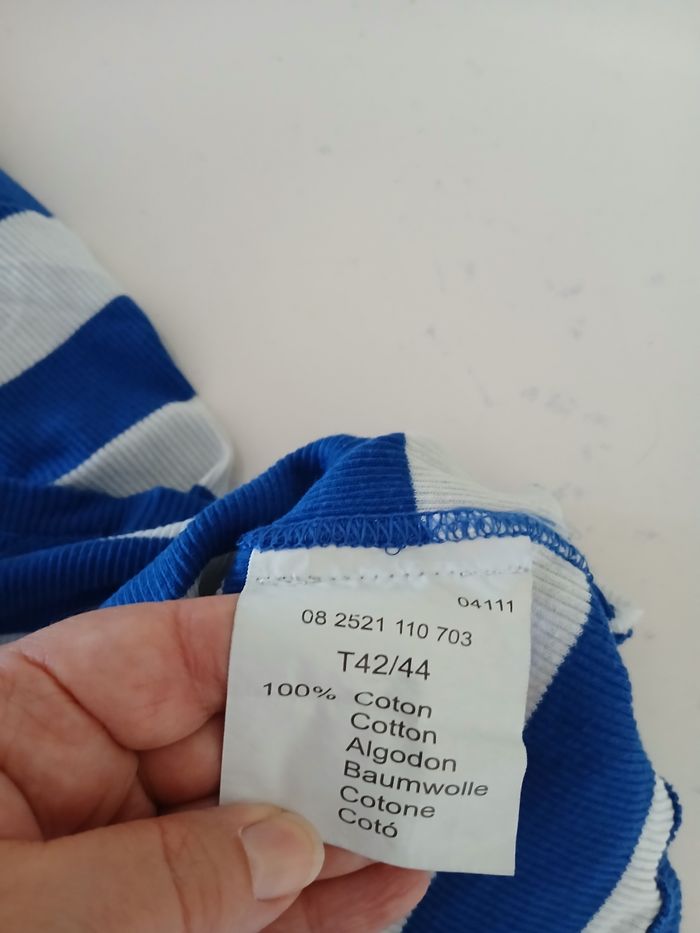 04111
08 2521 110 703
T42/44
100% Coton
Cotton
Algodon
Baumwolle
Cotone
Cotó